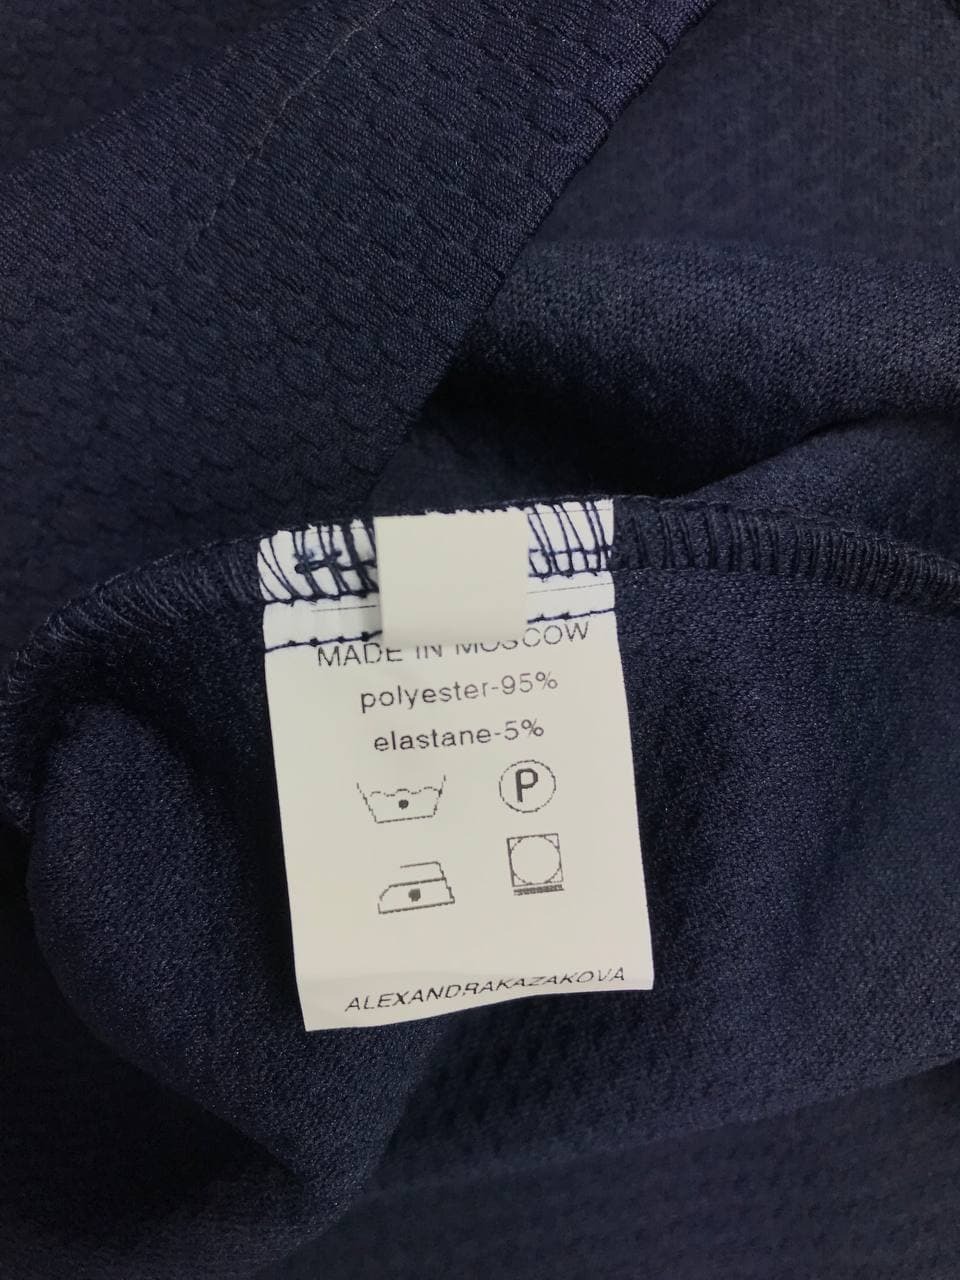 MADE IN MOSCOW
polyester-95%
elastane-5%
P
ALEXANDRAKAZAKOVA